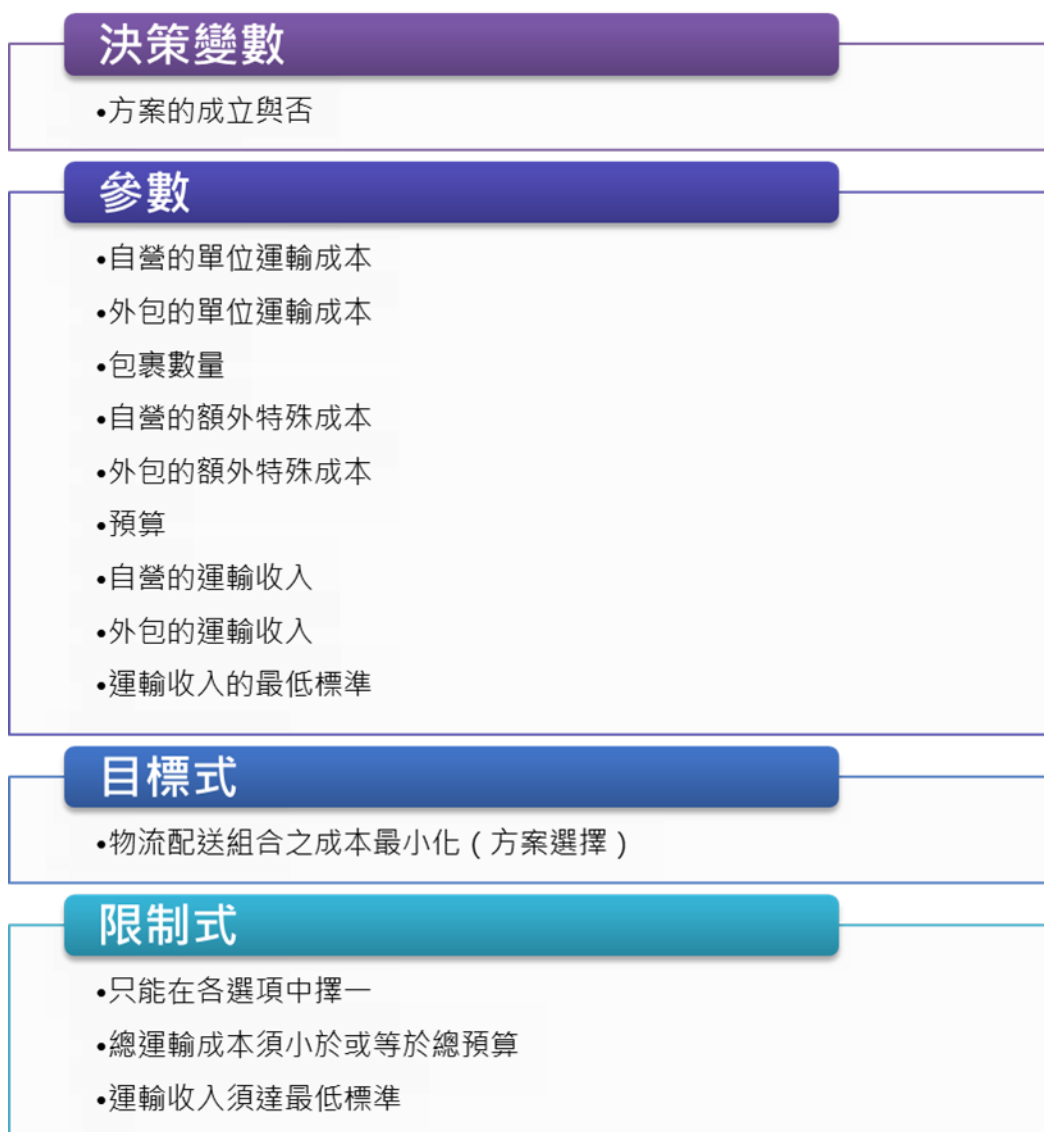 決策變數
•方案的成立與否
參數
•自營的單位運輸成本
•外包的單位運輸成本
•包裹數量
•自營的額外特殊成本
•外包的額外特殊成本
•預算
•自營的運輸收入
•外包的運輸收入
•運輸收入的最低標準
目標式
•物流配送組合之成本最小化(方案選擇)
限制式
•只能在各選項中擇一
•總運輸成本須小於或等於總預算
•運輸收入須達最低標準